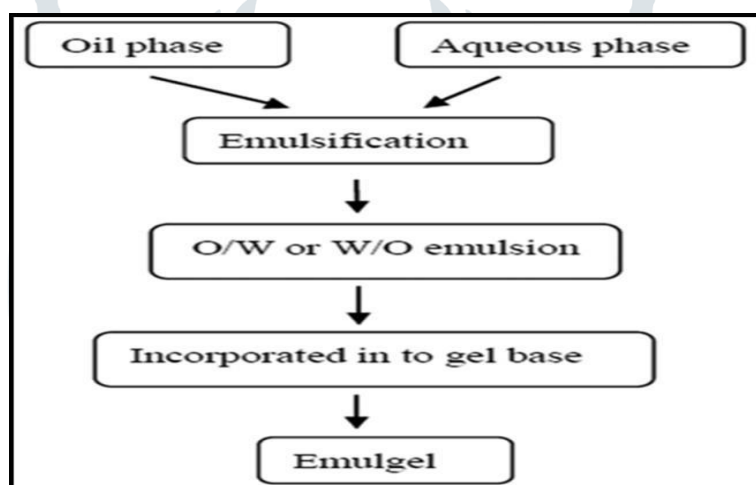 Oil phase
Aqueous phase
Emulsification
O/W or W/O emulsion
Incorporated in to gel base
Emulgel